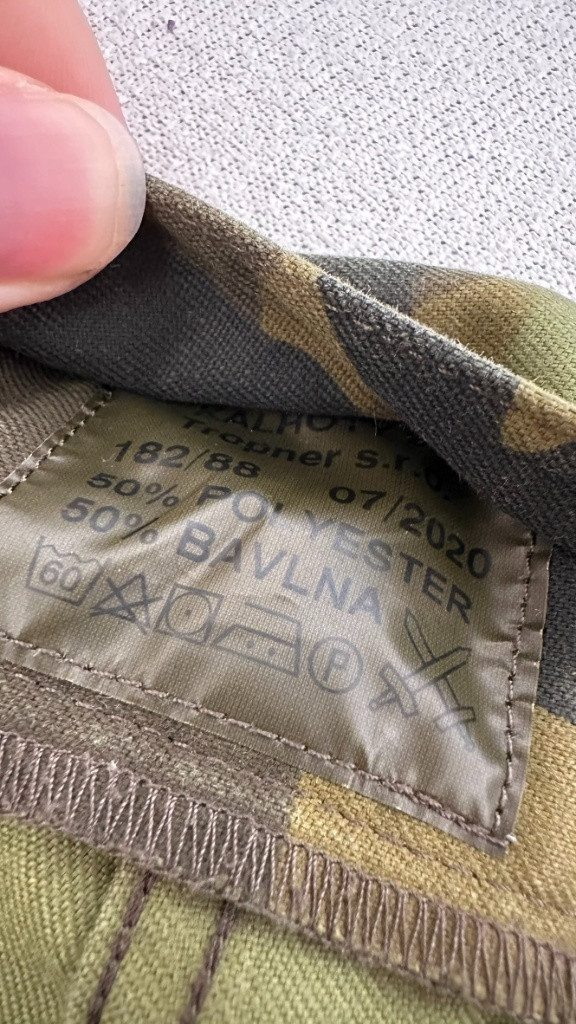 Tropner s.r.o.
182/88 07/2020
50% POLYESTER
50% BAVLNA
60 P